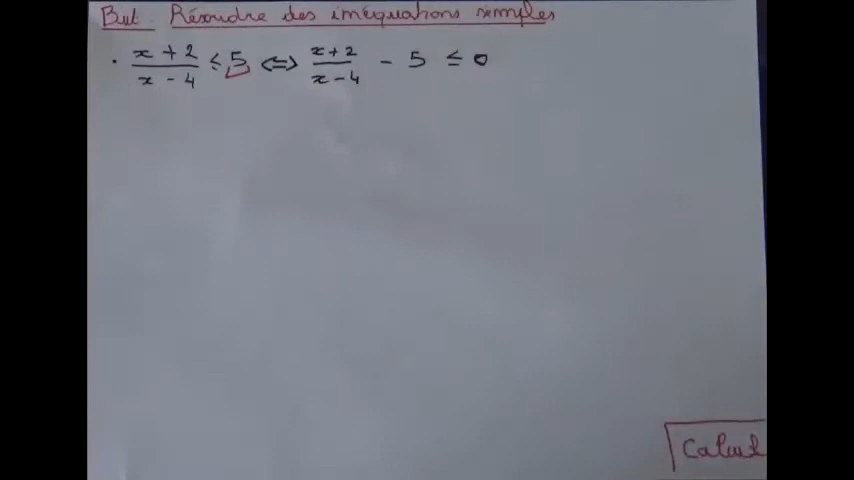 But Résoudre des inéquations simples
. x + 2 / x - 4 ≤ 5 <=> x + 2 / x - 4 - 5 ≤ 0
Calcul